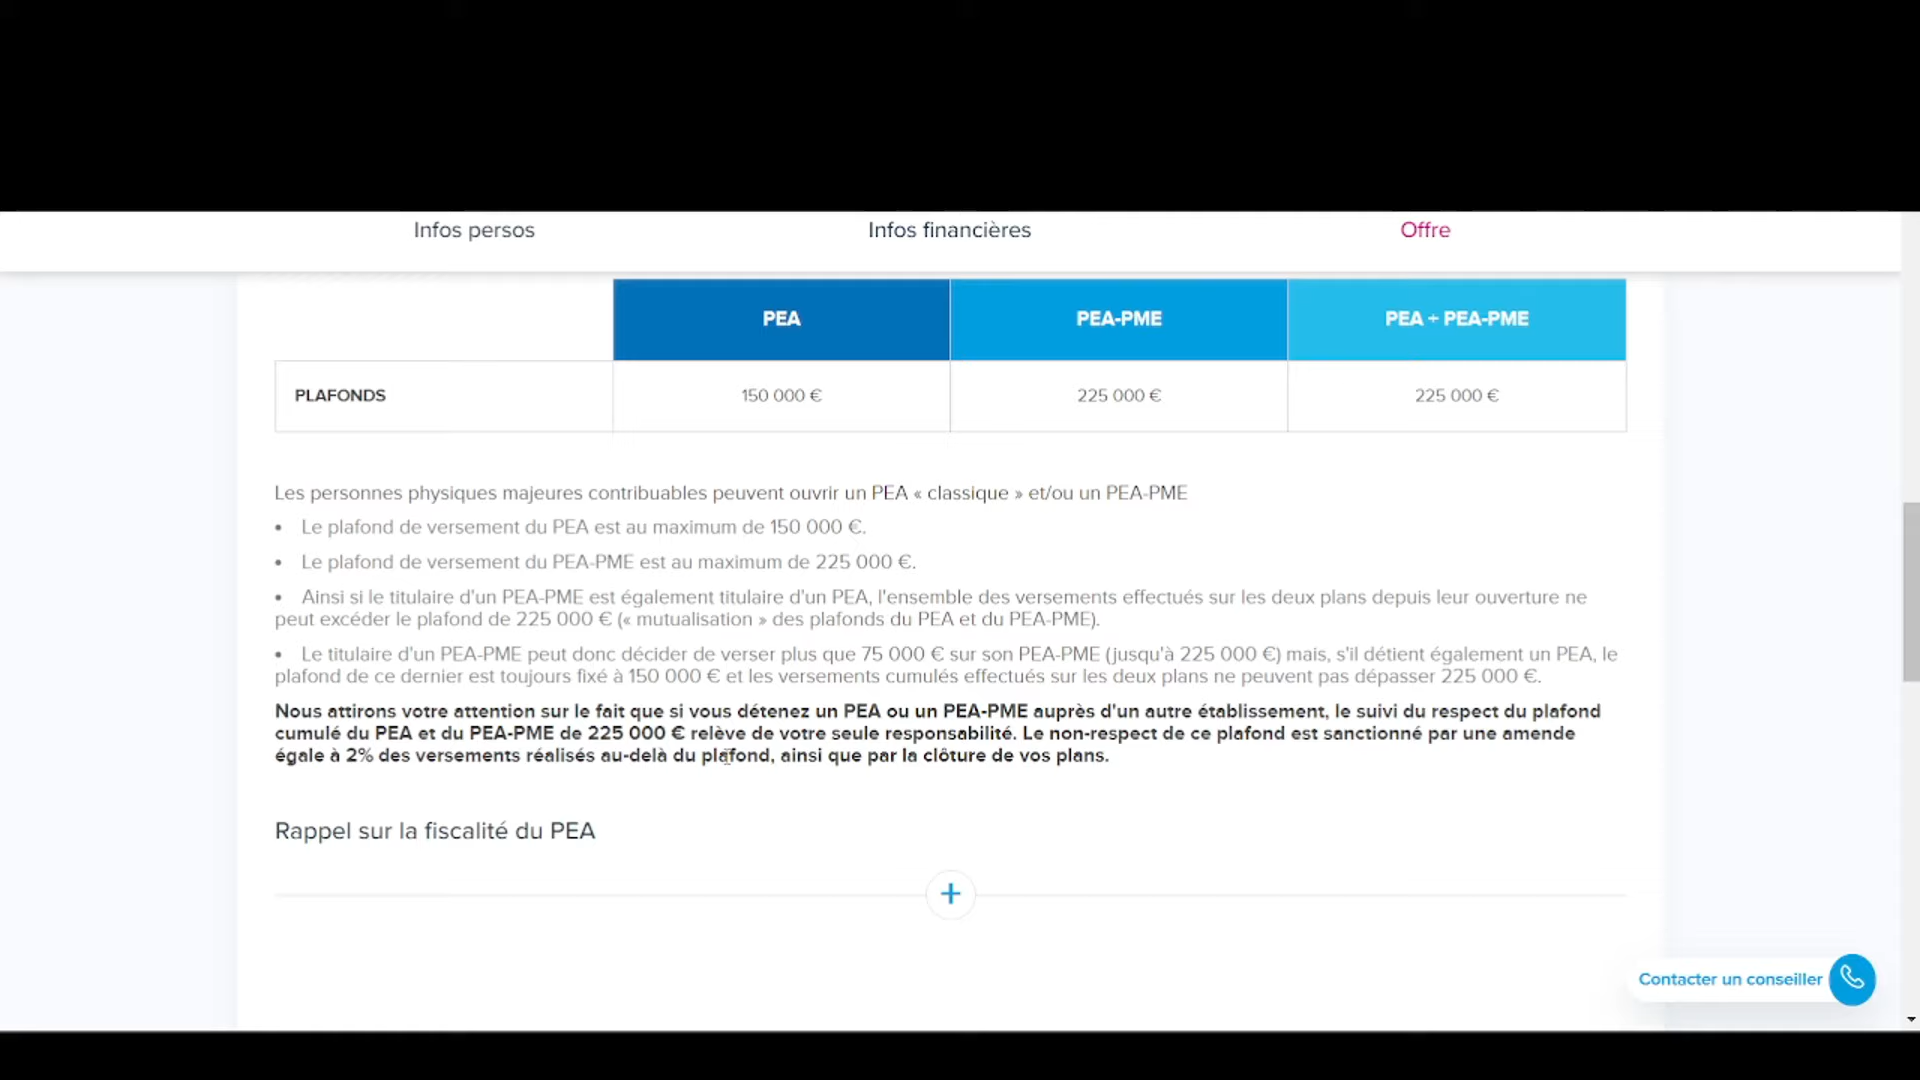 Infos persos
Infos financières
Offre
PEA
PEA-PME
PEA + PEA-PME
PLAFONDS
150 000 €
225 000 €
225 000 €
Les personnes physiques majeures contribuables peuvent ouvrir un PEA « classique » et/ou un PEA-PME
• Le plafond de versement du PEA est au maximum de 150 000 €.
• Le plafond de versement du PEA-PME est au maximum de 225 000 €.
• Ainsi si le titulaire d'un PEA-PME est également titulaire d'un PEA, l'ensemble des versements effectués sur les deux plans depuis leur ouverture ne
peut excéder le plafond de 225 000 € (« mutualisation » des plafonds du PEA et du PEA-PME).
• Le titulaire d'un PEA-PME peut donc décider de verser plus que 75 000 € sur son PEA-PME (jusqu'à 225 000 €) mais, s'il détient également un PEA, le
plafond de ce dernier est toujours fixé à 150 000 € et les versements cumulés effectués sur les deux plans ne peuvent pas dépasser 225 000 €.
Nous attirons votre attention sur le fait que si vous détenez un PEA ou un PEA-PME auprès d'un autre établissement, le suivi du respect du plafond
cumulé du PEA et du PEA-PME de 225 000 € relève de votre seule responsabilité. Le non-respect de ce plafond est sanctionné par une amende
égale à 2% des versements réalisés au-delà du plafond, ainsi que par la clôture de vos plans.
Rappel sur la fiscalité du PEA
Contacter un conseiller